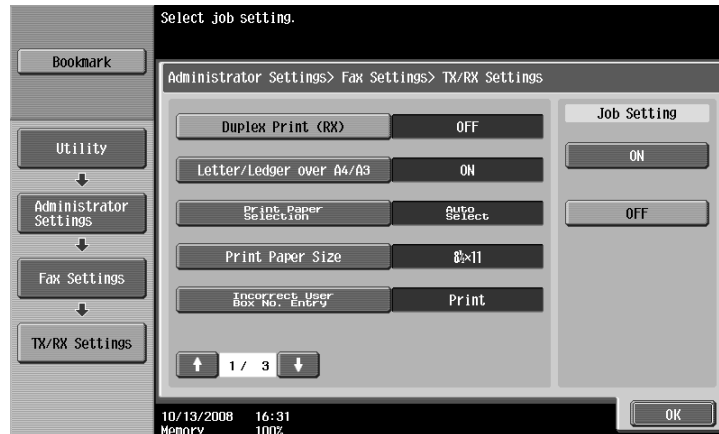 Select job setting.
Bookmark
Administrator Settings> Fax Settings> TX/RX Settings
Utility
Administrator
Settings
Fax Settings
TX/RX Settings
Duplex Print (RX)
OFF
Letter/Ledger over A4/A3
ON
Print Paper
Selection
Auto
Select
Print Paper Size
8½×11
Incorrect User
Box No. Entry
Print
1/ 3
Job Setting
ON
OFF
10/13/2008 16:31
Memory 100%
OK